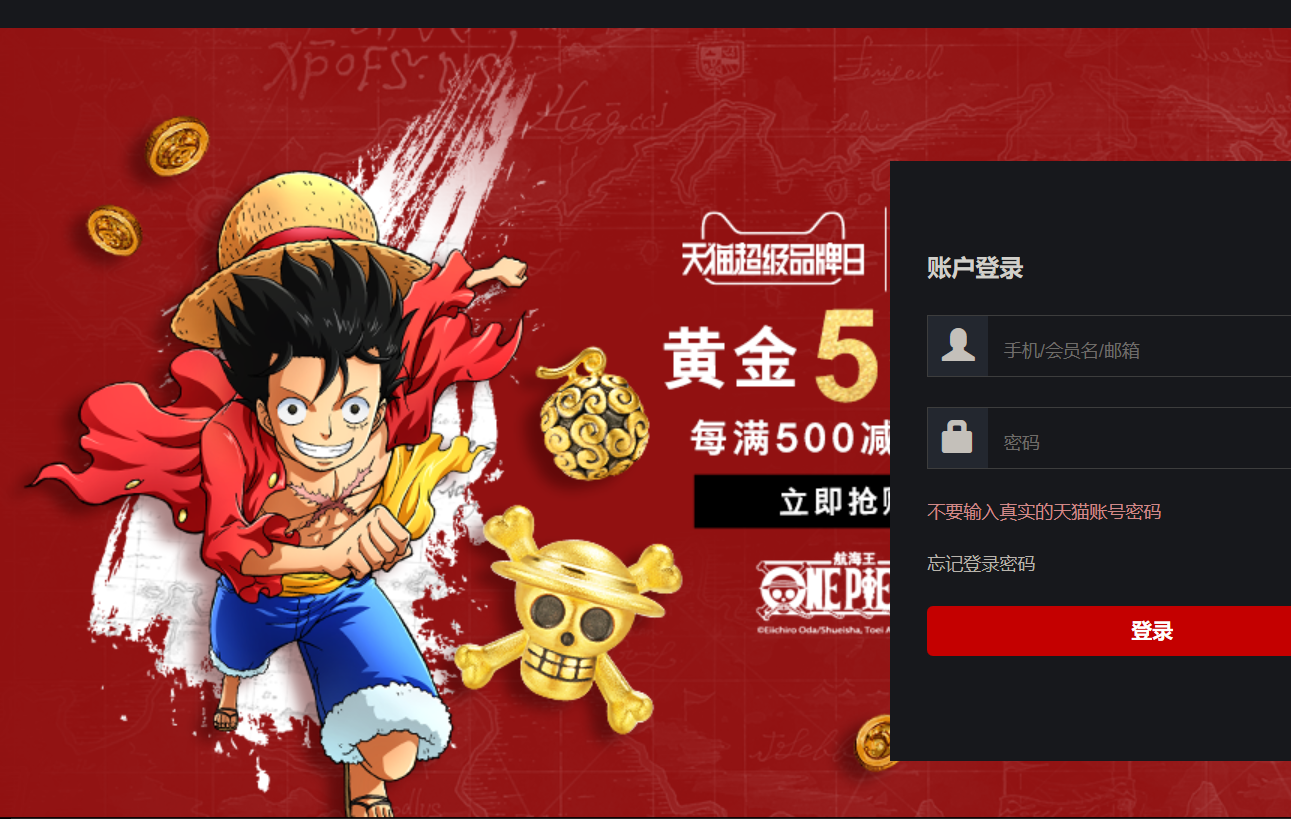 天猫超级品牌日
黄金5
每满500减
立即抢购
航海王
ONE PIE
©Eiichiro Oda/Shueisha, Toei A
账户登录
手机/会员名/邮箱
密码
不要输入真实的天猫账号密码
忘记登录密码
登录